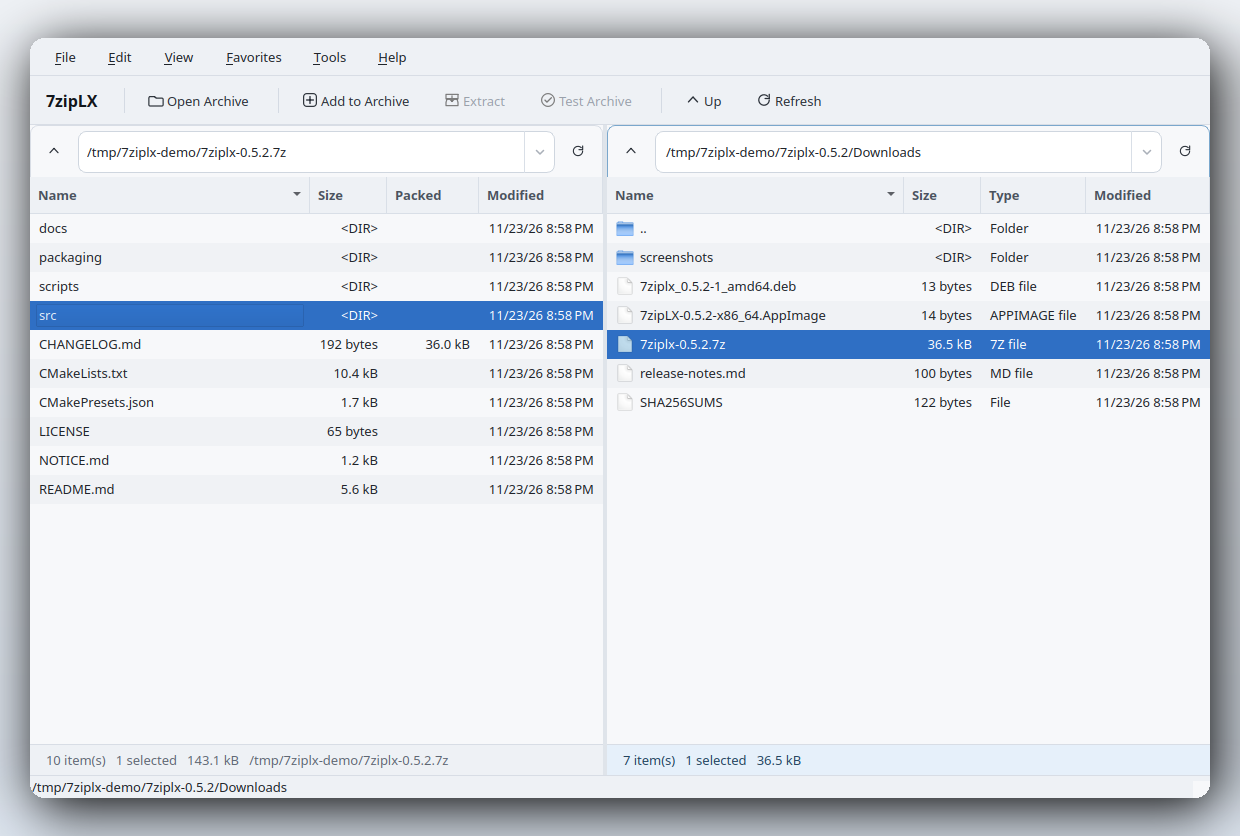 File Edit View Favorites Tools Help
7zipLX Open Archive Add to Archive Extract Test Archive Up Refresh
/tmp/7ziplx-demo/7ziplx-0.5.2.7z
Name Size Packed Modified
docs <DIR> 11/23/26 8:58 PM
packaging <DIR> 11/23/26 8:58 PM
scripts <DIR> 11/23/26 8:58 PM
src <DIR> 11/23/26 8:58 PM
CHANGELOG.md 192 bytes 36.0 kB 11/23/26 8:58 PM
CMakeLists.txt 10.4 kB 11/23/26 8:58 PM
CMakePresets.json 1.7 kB 11/23/26 8:58 PM
LICENSE 65 bytes 11/23/26 8:58 PM
NOTICE.md 1.2 kB 11/23/26 8:58 PM
README.md 5.6 kB 11/23/26 8:58 PM
10 item(s) 1 selected 143.1 kB /tmp/7ziplx-demo/7ziplx-0.5.2.7z
/tmp/7ziplx-demo/7ziplx-0.5.2/Downloads
Name Size Type Modified
.. <DIR> Folder 11/23/26 8:58 PM
screenshots <DIR> Folder 11/23/26 8:58 PM
7ziplx_0.5.2-1_amd64.deb 13 bytes DEB file 11/23/26 8:58 PM
7zipLX-0.5.2-x86_64.AppImage 14 bytes APPIMAGE file 11/23/26 8:58 PM
7ziplx-0.5.2.7z 36.5 kB 7Z file 11/23/26 8:58 PM
release-notes.md 100 bytes MD file 11/23/26 8:58 PM
SHA256SUMS 122 bytes File 11/23/26 8:58 PM
7 item(s) 1 selected 36.5 kB
/tmp/7ziplx-demo/7ziplx-0.5.2/Downloads